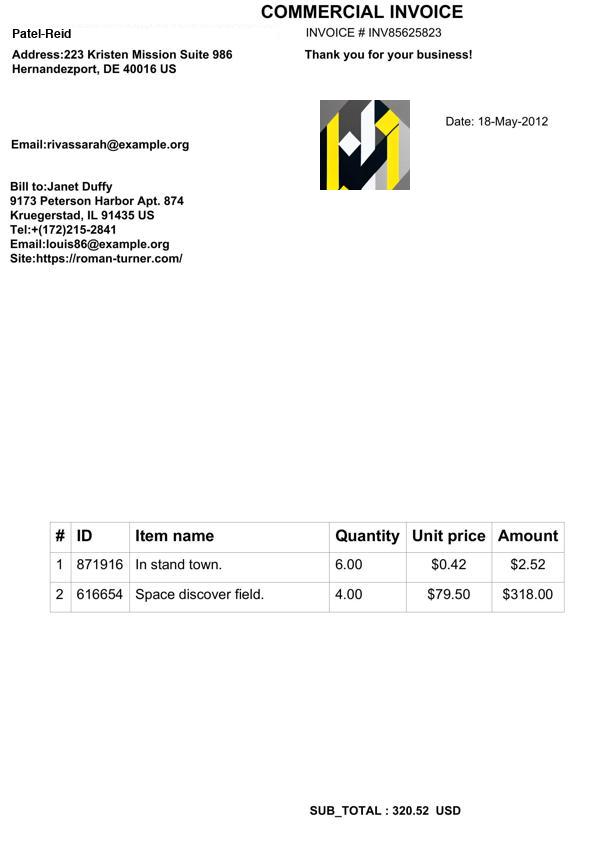 COMMERCIAL INVOICE
Patel-Reid
INVOICE # INV85625823
Address:223 Kristen Mission Suite 986
Hernandezport, DE 40016 US
Thank you for your business!
Date: 18-May-2012
Email:rivassarah@example.org
Bill to:Janet Duffy
9173 Peterson Harbor Apt. 874
Kruegerstad, IL 91435 US
Tel:+(172)215-2841
Email:louis86@example.org
Site:https://roman-turner.com/
# ID Item name Quantity Unit price Amount
1 871916 In stand town. 6.00 $0.42 $2.52
2 616654 Space discover field. 4.00 $79.50 $318.00
SUB_TOTAL : 320.52 USD